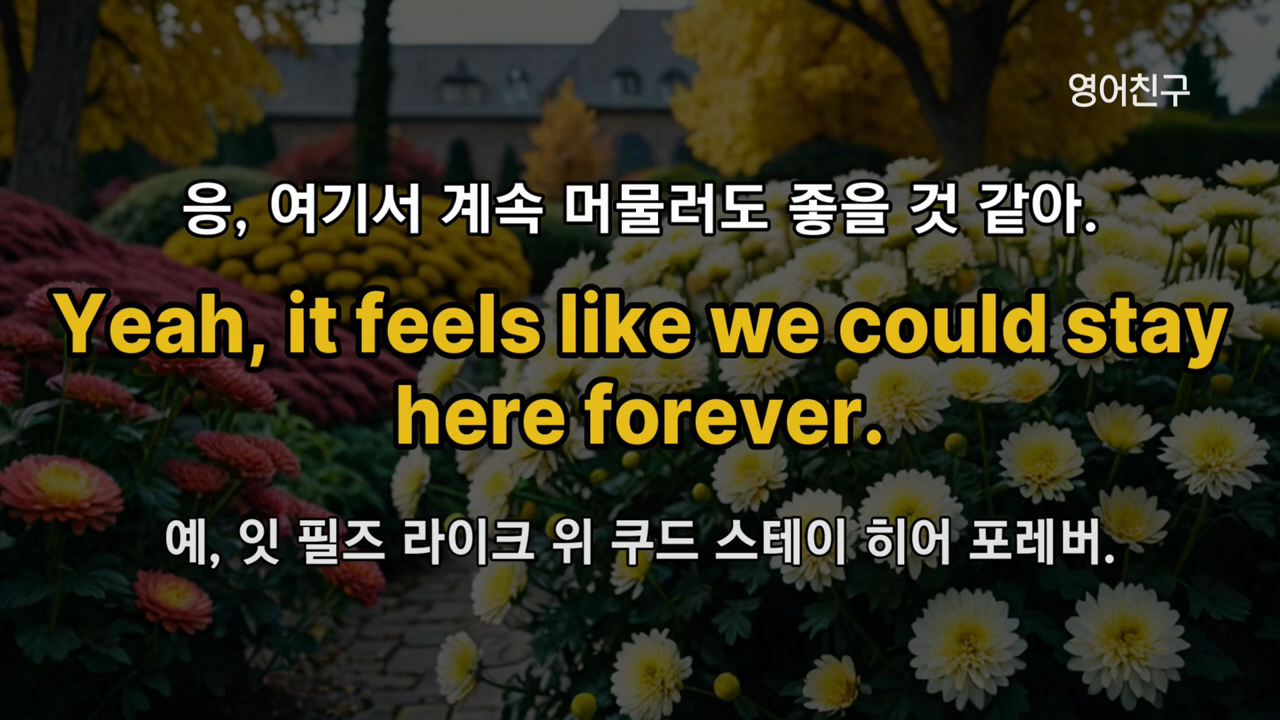 영어친구
응, 여기서 계속 머물러도 좋을 것 같아.
Yeah, it feels like we could stay
here forever.
예, 잇 필즈 라이크 위 쿠드 스테이 히어 포레버.